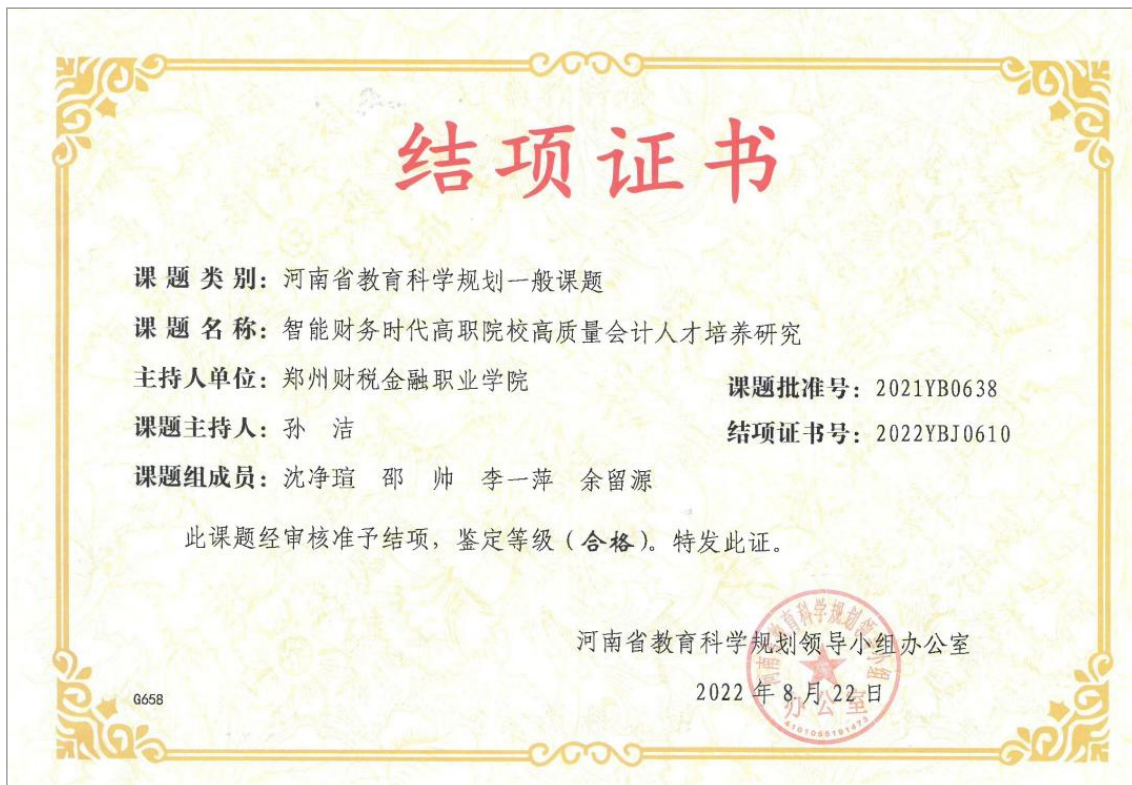 结项证书
课题类别：河南省教育科学规划一般课题
课题名称：智能财务时代高职院校高质量会计人才培养研究
主持人单位：郑州财税金融职业学院
课题批准号：2021YB0638
课题主持人：孙 洁
结项证书号：2022YBJ0610
课题组成员：沈净瑄 邵 帅 李一萍 余留源
此课题经审核准予结项，鉴定等级（合格）。特发此证。
河南省教育科学规划领导小组办公室
2022年8月22日
办公室
G658